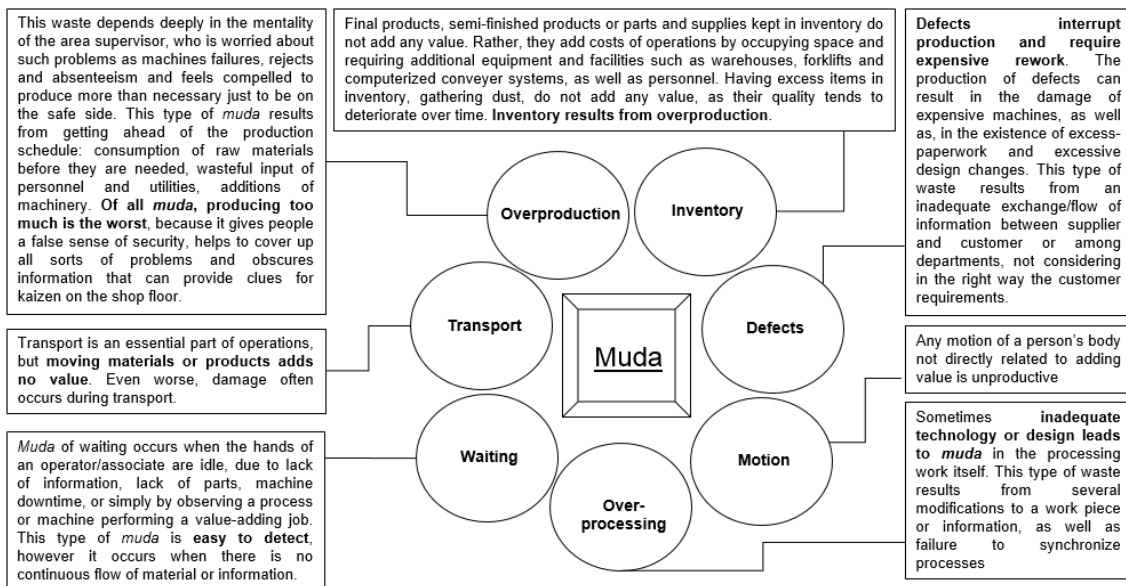 This waste depends deeply in the mentality
of the area supervisor, who is worried about
such problems as machines failures, rejects
and absenteeism and feels compelled to
produce more than necessary just to be on
the safe side. This type of muda results
from getting ahead of the production
schedule: consumption of raw materials
before they are needed, wasteful input of
personnel and utilities, additions of
machinery. Of all muda, producing too
much is the worst, because it gives people
a false sense of security, helps to cover up
all sorts of problems and obscures
information that can provide clues for
kaizen on the shop floor.
Final products, semi-finished products or parts and supplies kept in inventory do
not add any value. Rather, they add costs of operations by occupying space and
requiring additional equipment and facilities such as warehouses, forklifts and
computerized conveyer systems, as well as personnel. Having excess items in
inventory, gathering dust, do not add any value, as their quality tends to
deteriorate over time. Inventory results from overproduction.
Defects interrupt
production and require
expensive rework. The
production of defects can
result in the damage of
expensive machines, as well
as, in the existence of excess-
paperwork and excessive
design changes. This type of
waste results from an
inadequate exchange/flow of
information between supplier
and customer or among
departments, not considering
in the right way the customer
requirements.
Overproduction
Inventory
Transport
Muda
Defects
Transport is an essential part of operations,
but moving materials or products adds
no value. Even worse, damage often
occurs during transport.
Any motion of a person's body
not directly related to adding
value is unproductive
Waiting
Motion
Over-
processing
Muda of waiting occurs when the hands of
an operator/associate are idle, due to lack
of information, lack of parts, machine
downtime, or simply by observing a process
or machine performing a value-adding job.
This type of muda is easy to detect,
however it occurs when there is no
continuous flow of material or information.
Sometimes inadequate
technology or design leads
to muda in the processing
work itself. This type of waste
results from several
modifications to a work piece
or information, as well as
failure to synchronize
processes